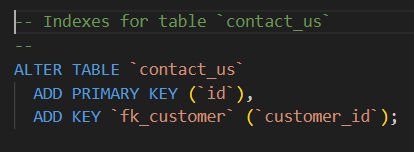 -- Indexes for table `contact_us`
--
ALTER TABLE `contact_us`
  ADD PRIMARY KEY (`id`),
  ADD KEY `fk_customer` (`customer_id`);